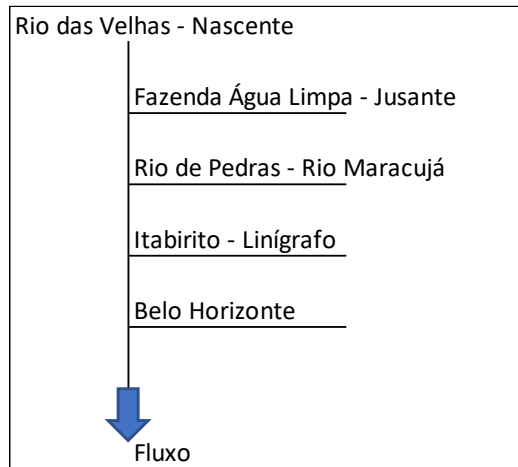 Rio das Velhas - Nascente
Fazenda Água Limpa - Jusante
Rio de Pedras - Rio Maracujá
Itabirito - Linígrafo
Belo Horizonte
Fluxo